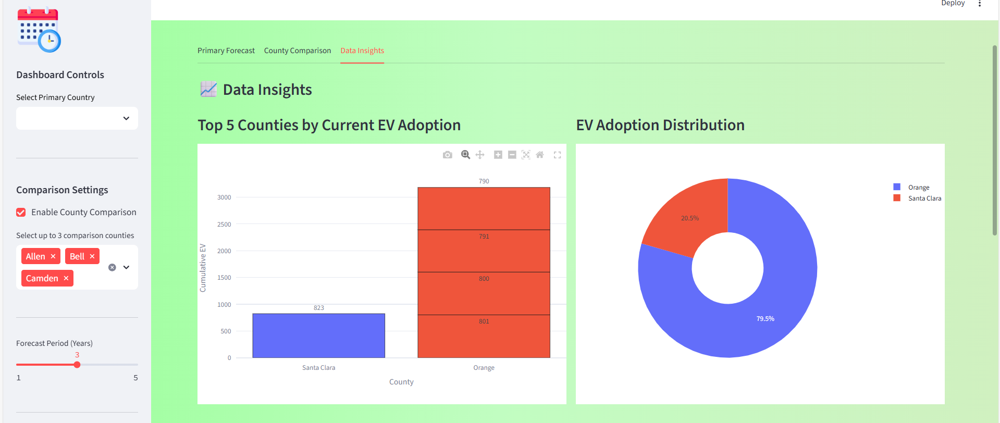 Deploy
Dashboard Controls
Select Primary Country
Comparison Settings
Enable County Comparison
Select up to 3 comparison counties
Allen
Bell
Camden
Forecast Period (Years)
3
1 5
Primary Forecast County Comparison Data Insights
Data Insights
Top 5 Counties by Current EV Adoption
Cumulative EV
3000
2500
2000
1500
1000
500
0
823
790
791
800
801
Santa Clara Orange
County
EV Adoption Distribution
20.5%
79.5%
Orange
Santa Clara